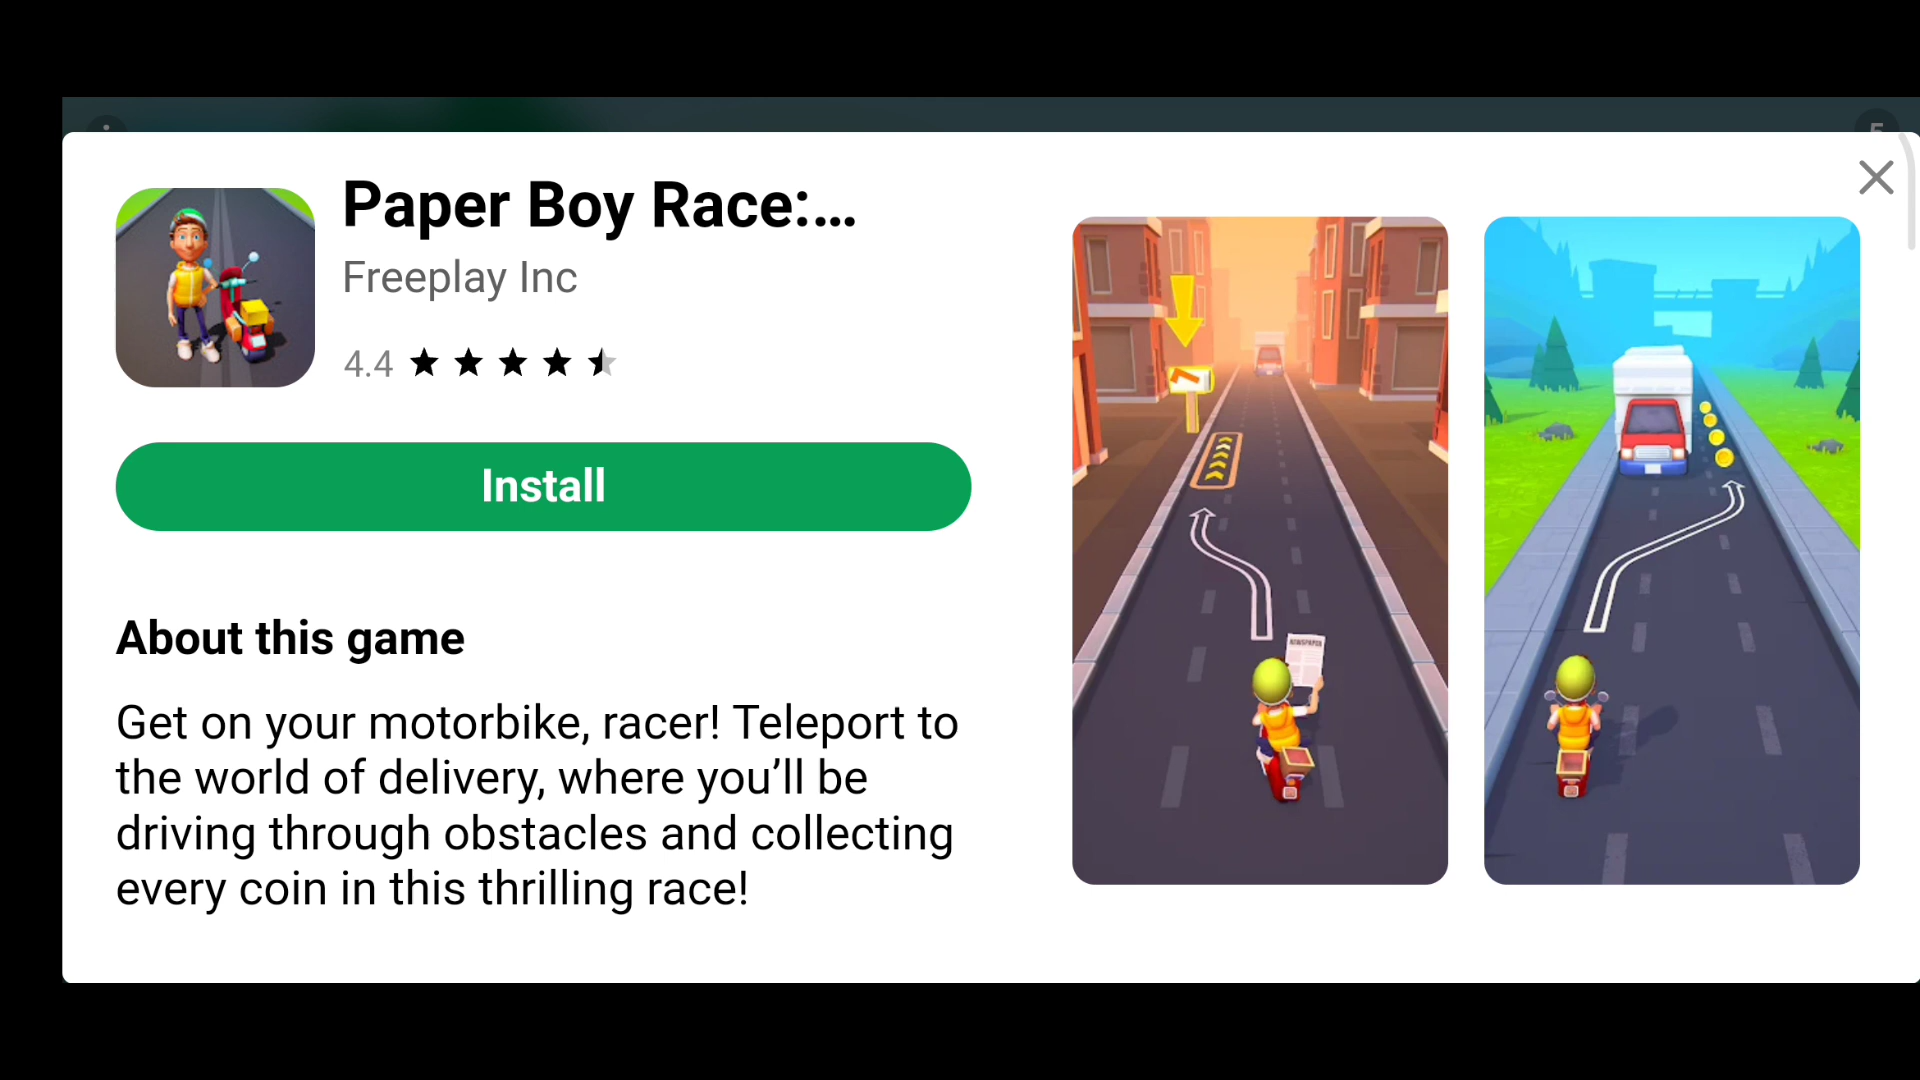 Paper Boy Race:...
Freeplay Inc
4.4
Install
About this game
Get on your motorbike, racer! Teleport to
the world of delivery, where you’ll be
driving through obstacles and collecting
every coin in this thrilling race!
NEWSPAPER